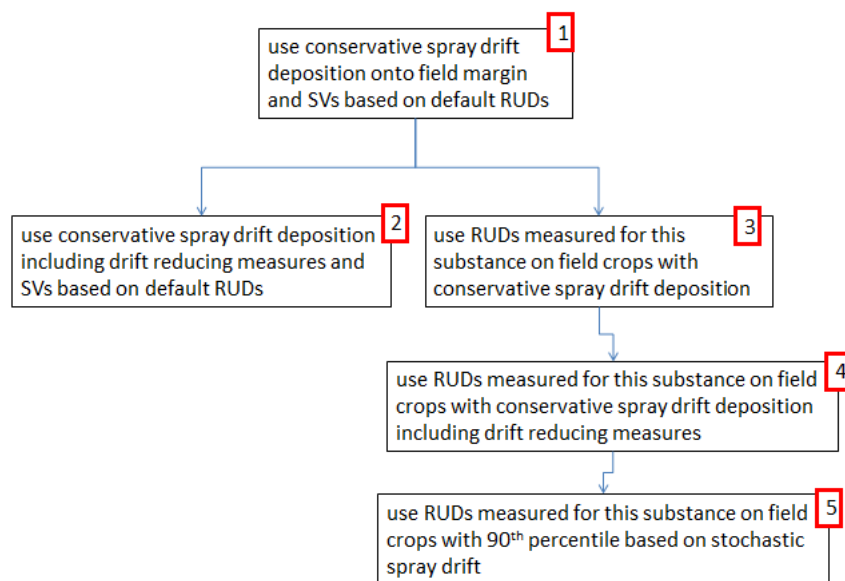 1
use conservative spray drift
deposition onto field margin
and SVs based on default RUDs
2
use conservative spray drift deposition
including drift reducing measures and
SVs based on default RUDs
3
use RUDs measured for this
substance on field crops with
conservative spray drift deposition
4
use RUDs measured for this substance on field
crops with conservative spray drift deposition
including drift reducing measures
5
use RUDs measured for this substance on field
crops with 90th percentile based on stochastic
spray drift